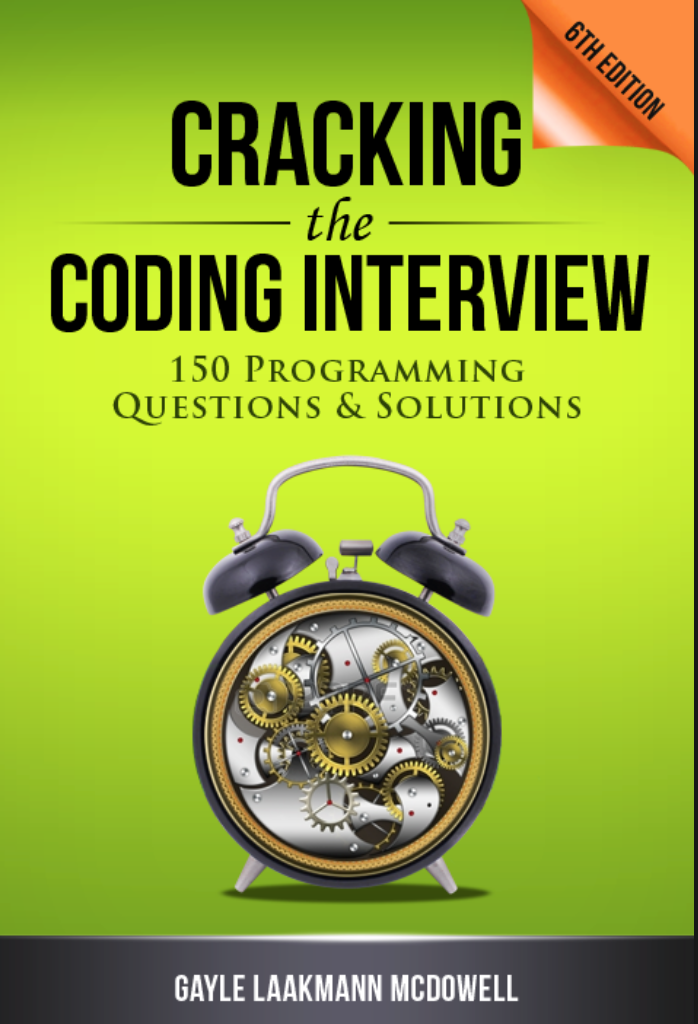 6TH EDITION
CRACKING
the
CODING INTERVIEW
150 PROGRAMMING
QUESTIONS & SOLUTIONS
GAYLE LAAKMANN MCDOWELL